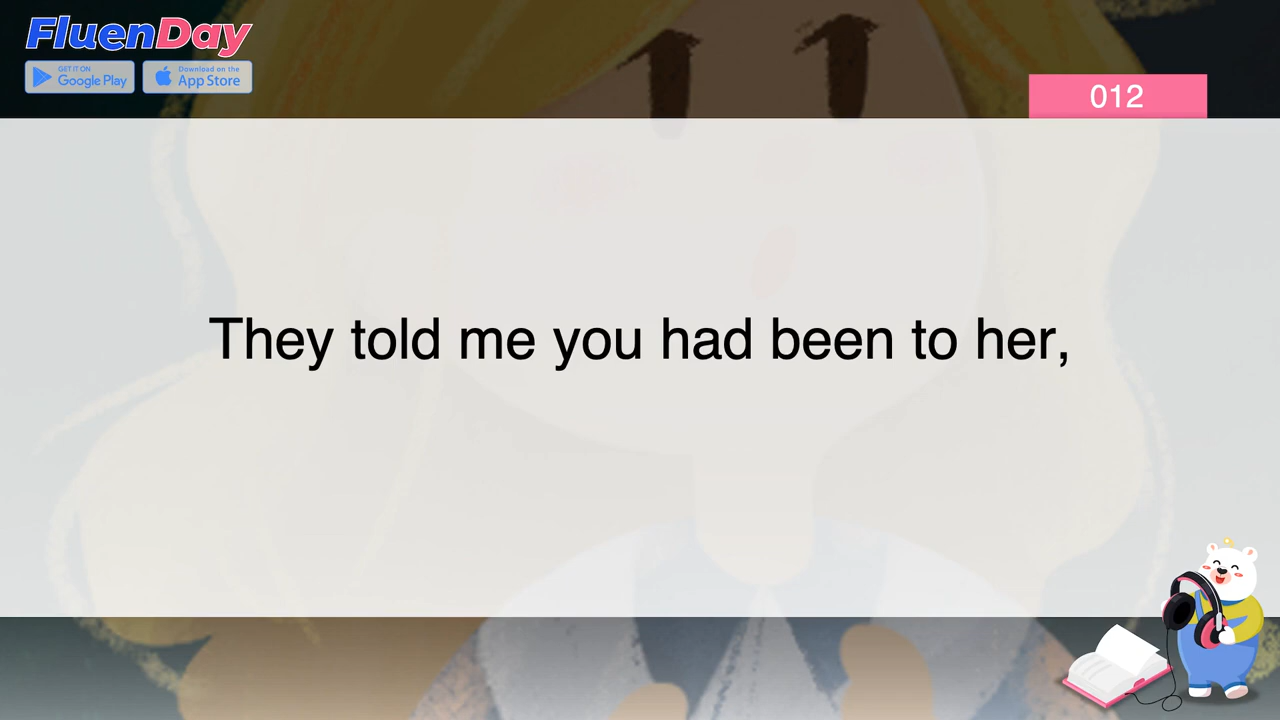 FluenDay
GET IT ON
Google Play
Download on the
App Store
012
They told me you had been to her,